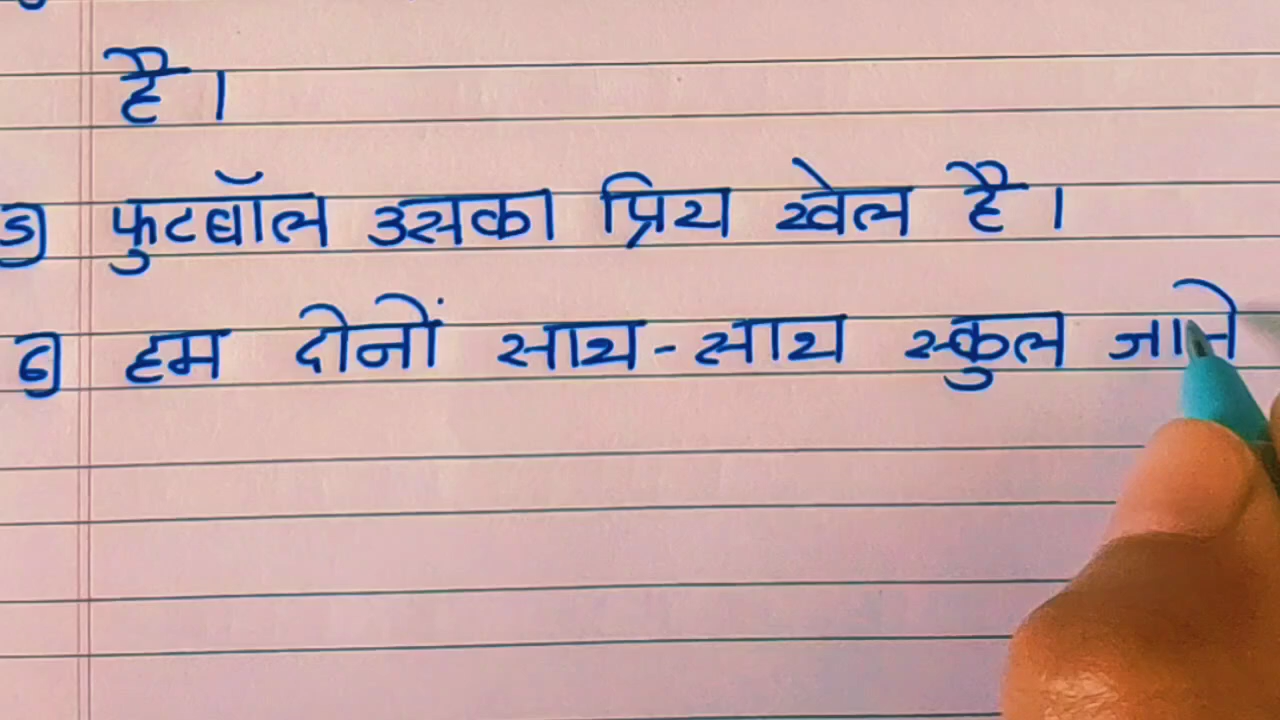 है।
5) फुटबॉल उसका प्रिय खेल है।
6) हम दोनों साथ-साथ स्कुल जाते